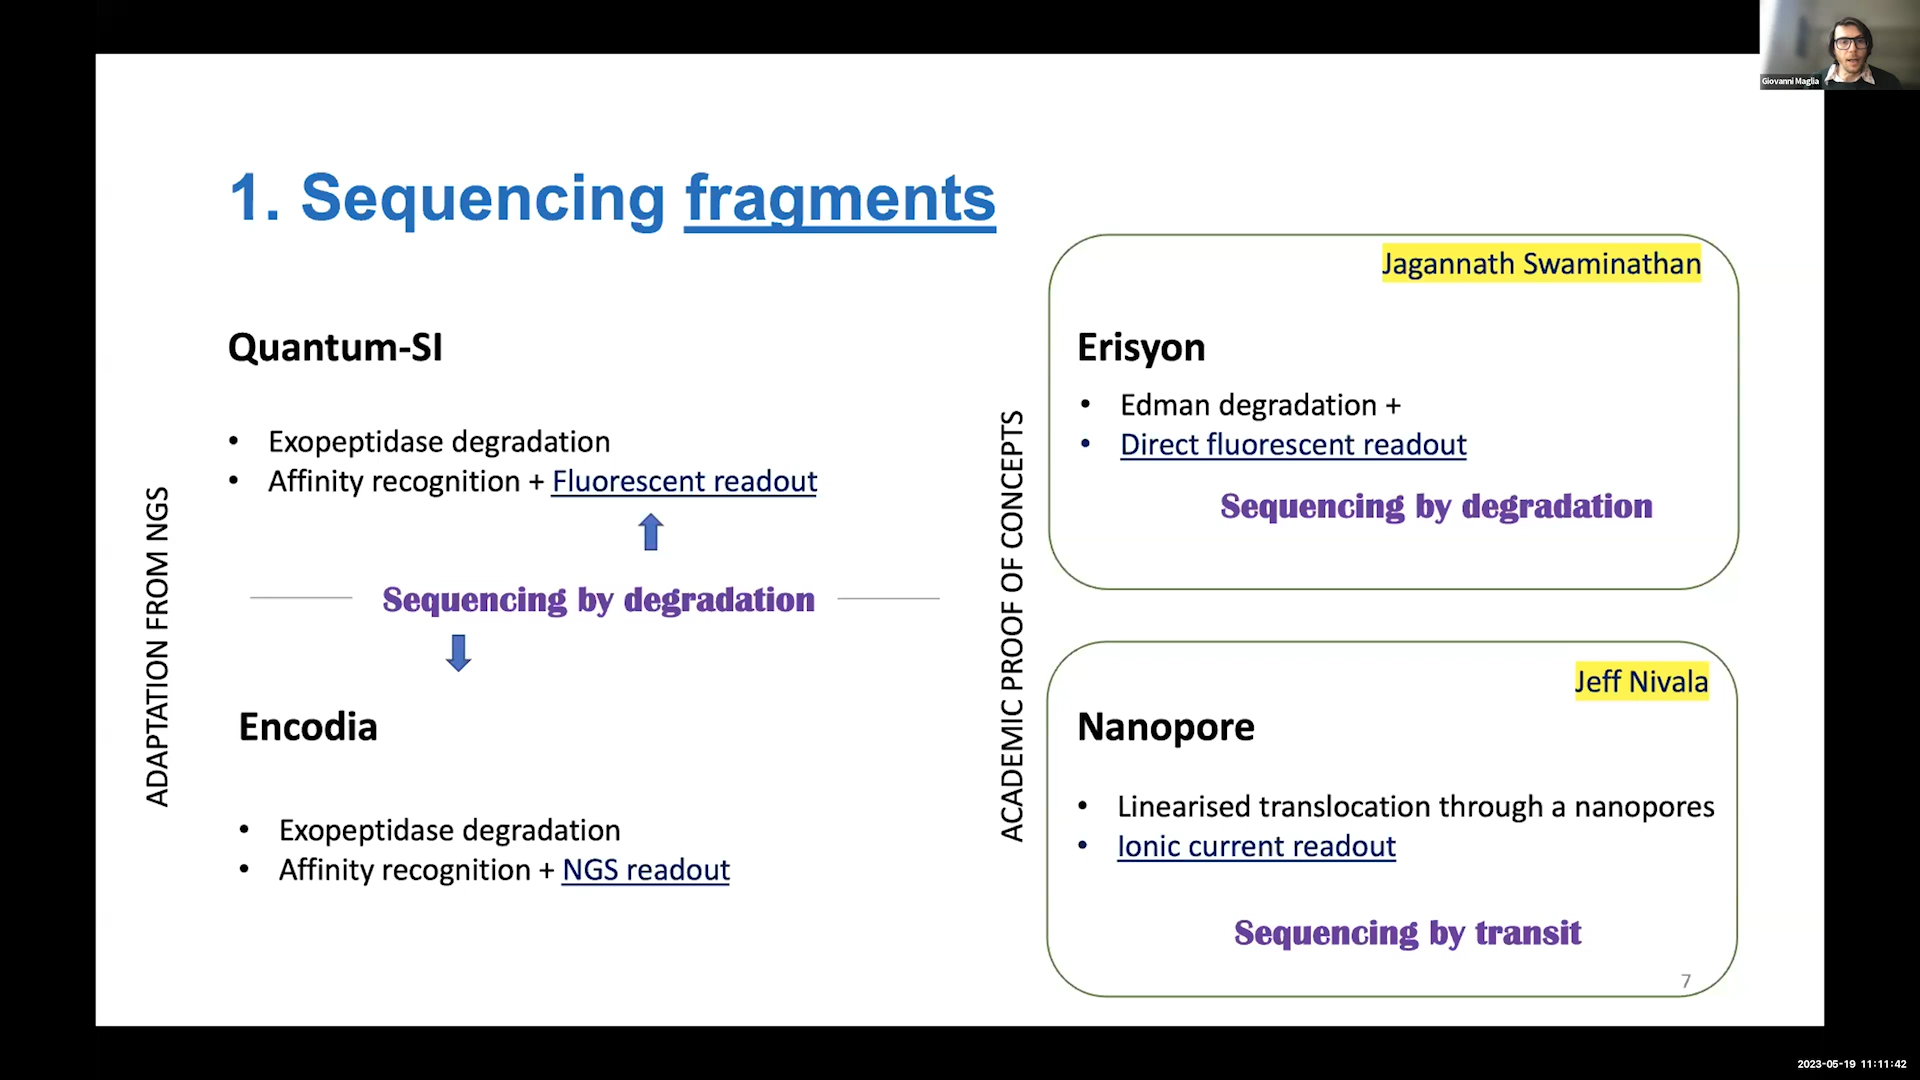 Giovanni Maglia
1. Sequencing fragments
ADAPTATION FROM NGS
Quantum-SI
• Exopeptidase degradation
• Affinity recognition + Fluorescent readout
Sequencing by degradation
Encodia
• Exopeptidase degradation
• Affinity recognition + NGS readout
ACADEMIC PROOF OF CONCEPTS
Jagannath Swaminathan
Erisyon
• Edman degradation +
• Direct fluorescent readout
Sequencing by degradation
Jeff Nivala
Nanopore
• Linearised translocation through a nanopores
• Ionic current readout
Sequencing by transit
7
2023-05-19 11:11:42